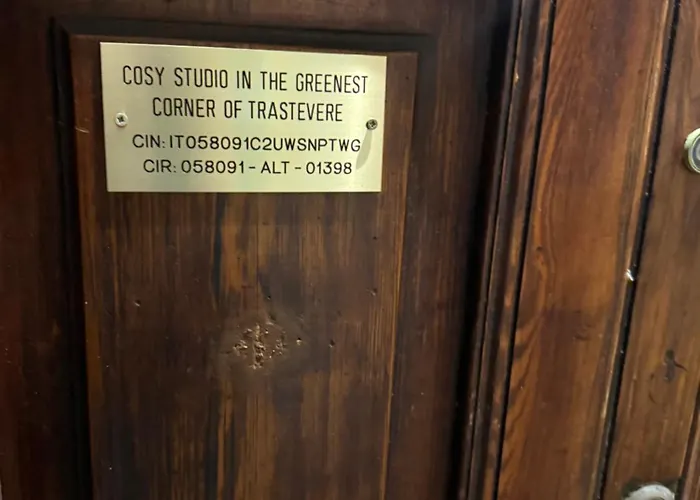 COSY STUDIO IN THE GREENEST
CORNER OF TRASTEVERE
CIN: IT058091C2UWSNPTWG
CIR: 058091 - ALT - 01398